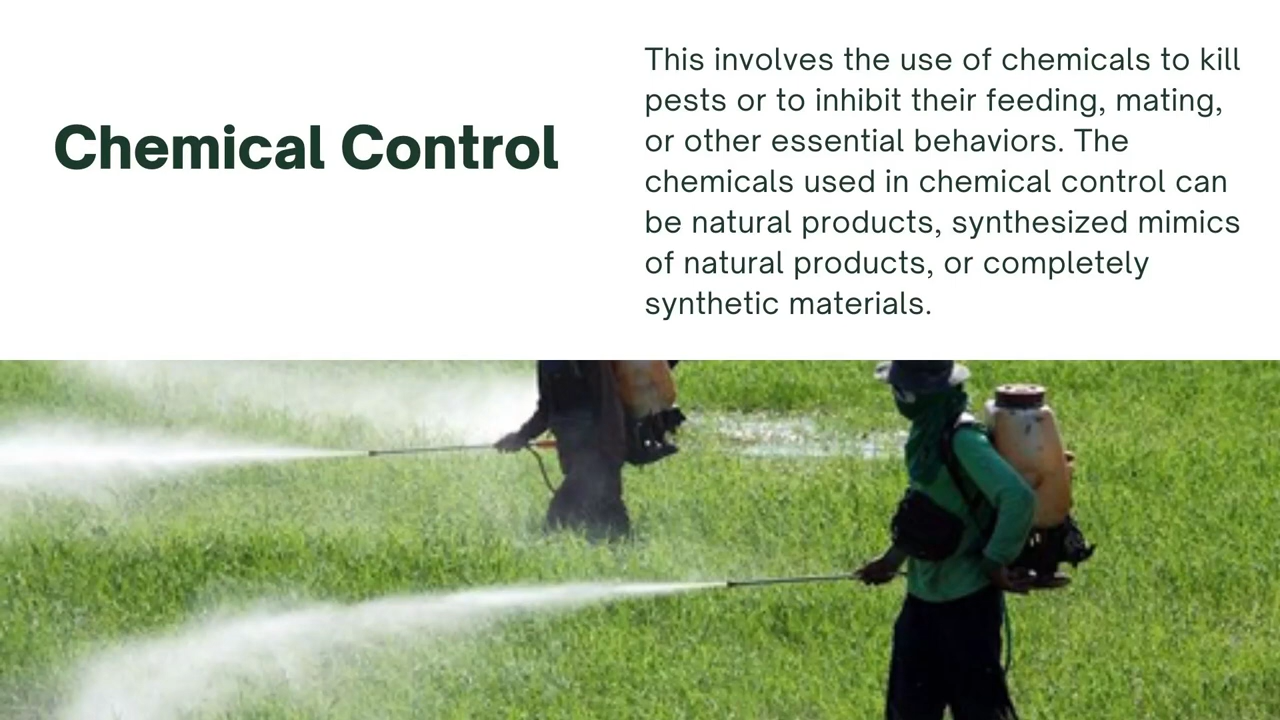 Chemical Control
This involves the use of chemicals to kill
pests or to inhibit their feeding, mating,
or other essential behaviors. The
chemicals used in chemical control can
be natural products, synthesized mimics
of natural products, or completely
synthetic materials.